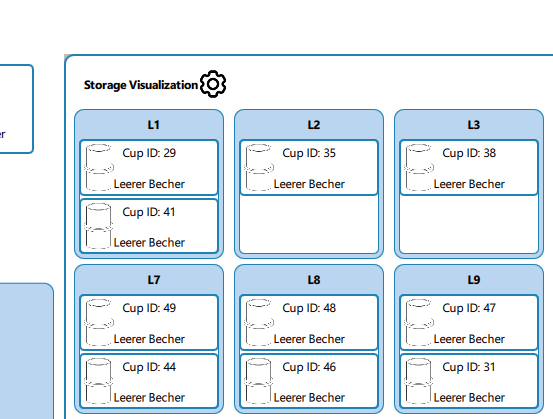 er
Storage Visualization
L1 L2 L3
Cup ID: 29 Cup ID: 35 Cup ID: 38
Leerer Becher Leerer Becher Leerer Becher
Cup ID: 41
Leerer Becher
L7 L8 L9
Cup ID: 49 Cup ID: 48 Cup ID: 47
Leerer Becher Leerer Becher Leerer Becher
Cup ID: 44 Cup ID: 46 Cup ID: 31
Leerer Becher Leerer Becher Leerer Becher